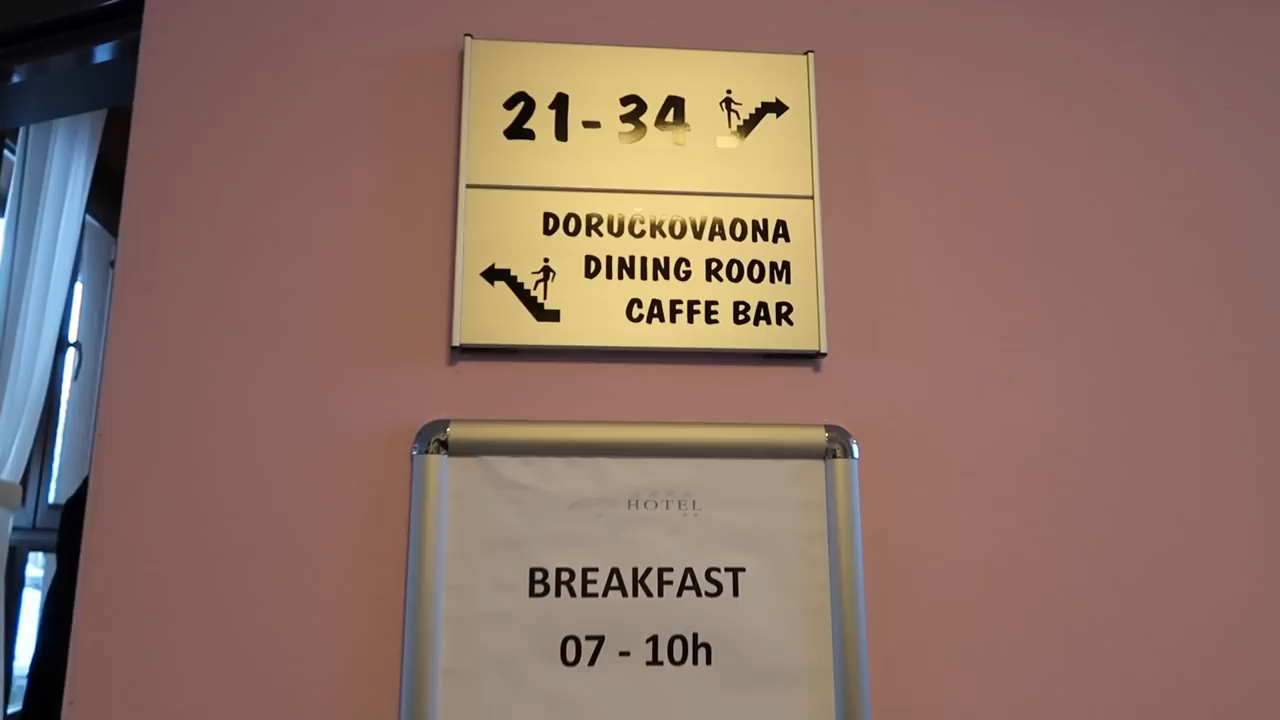 21-34
DORUČKOVAONA
DINING ROOM
CAFFE BAR
HOTEL
BREAKFAST
07 - 10h